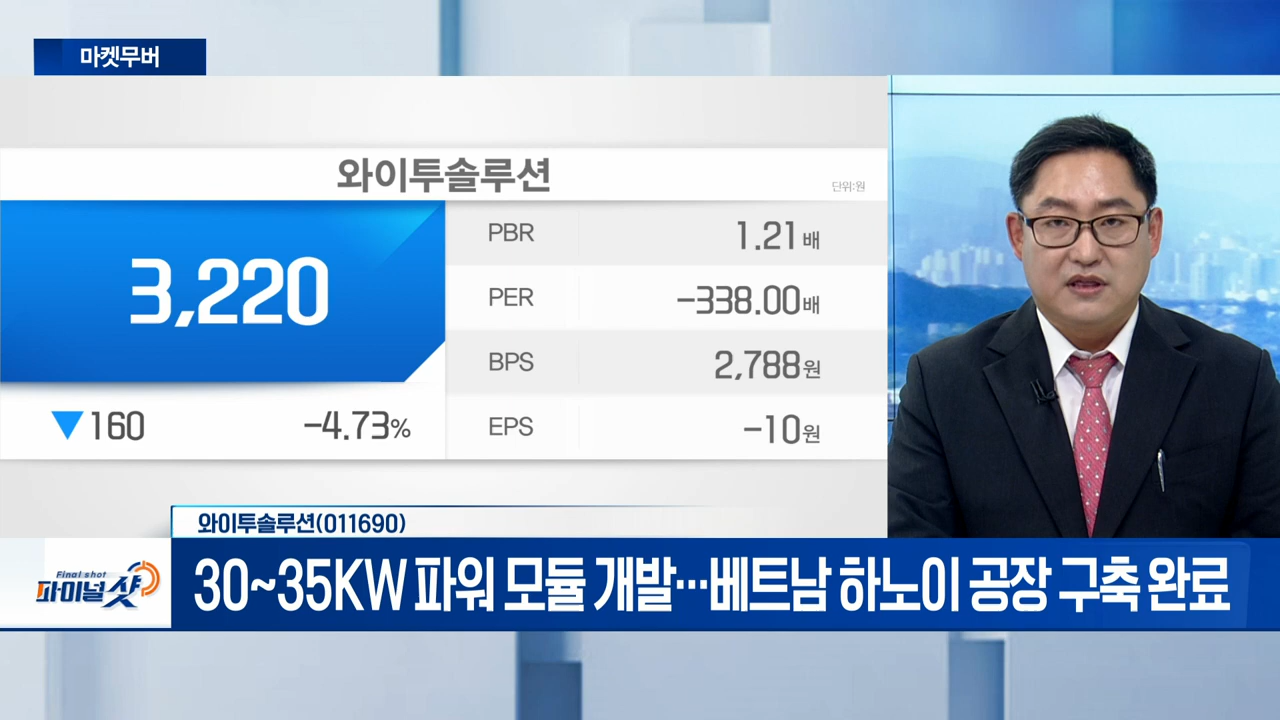 마켓무버
와이투솔루션
단위:원
3,220
▼160 -4.73%
PBR 1.21배
PER -338.00배
BPS 2,788원
EPS -10원
와이투솔루션(011690)
Final shot
파이널샷
30~35KW 파워 모듈 개발…베트남 하노이 공장 구축 완료